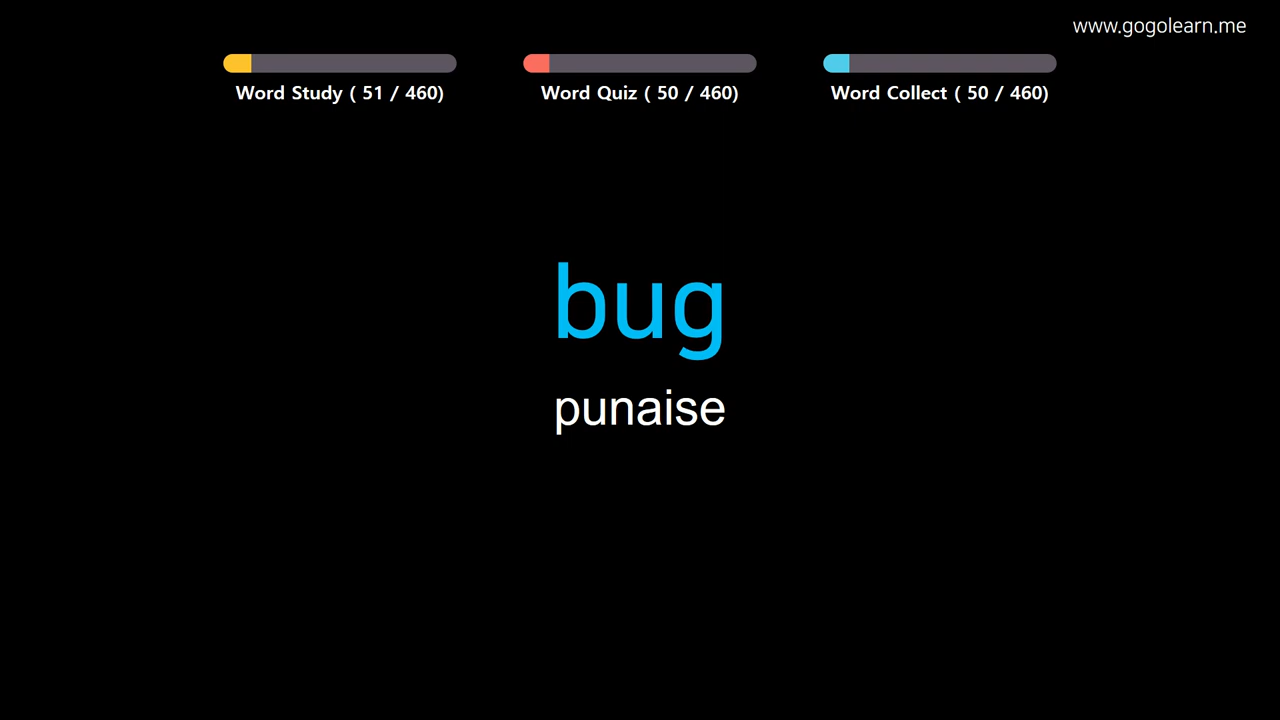 www.gogolearn.me
Word Study ( 51 / 460)
Word Quiz ( 50 / 460)
Word Collect ( 50 / 460)
bug
punaise